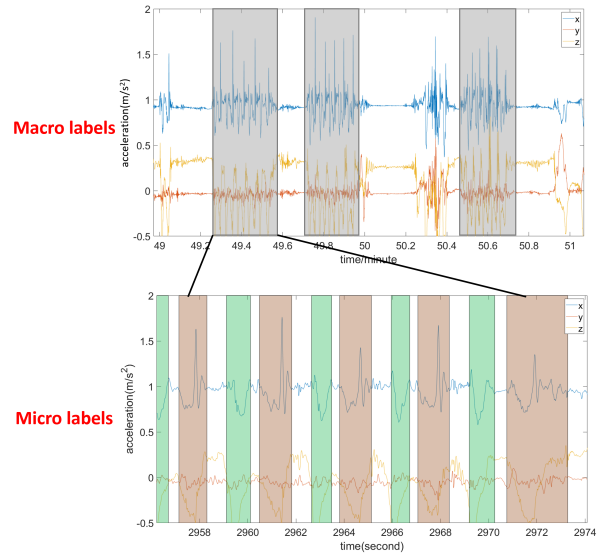 2
x
y
z
1.5
1
0.5
0
-0.5
acceleration(m/s²)
Macro labels
49 49.2 49.4 49.6 49.8 50 50.2 50.4 50.6 50.8 51
time/minute
2
x
y
z
1.5
1
0.5
0
-0.5
acceleration(m/s²)
Micro labels
2958 2960 2962 2964 2966 2968 2970 2972 2974
time(second)